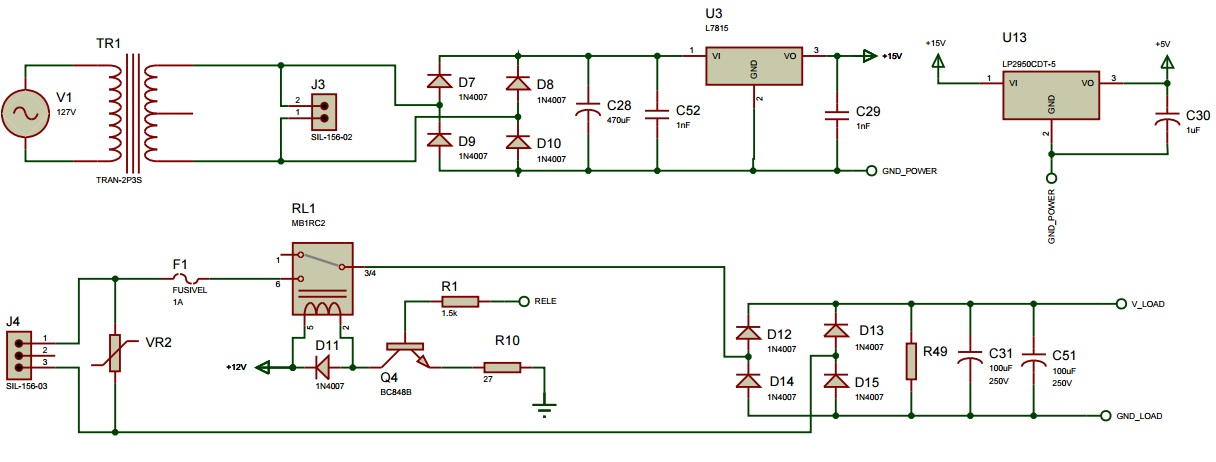 TR1
V1
127V
TRAN-2P3S
J3
2
1
SIL-156-02
D7
1N4007
D8
1N4007
D9
1N4007
D10
1N4007
C28
470uF
C52
1nF
U3
L7815
1
VI
VO
3
GND
2
+15V
C29
1nF
GND_POWER
U13
LP2950CDT-5
+15V
1
VI
VO
3
GND
2
+5V
C30
1uF
GND_POWER
RL1
MB1RC2
1
6
3/4
5
2
F1
FUSIVEL
1A
J4
1
2
3
SIL-156-03
VR2
+12V
D11
1N4007
R1
1.5k
RELE
Q4
BC848B
R10
27
D12
1N4007
D13
1N4007
D14
1N4007
D15
1N4007
R49
C31
100uF
250V
C51
100uF
250V
V_LOAD
GND_LOAD